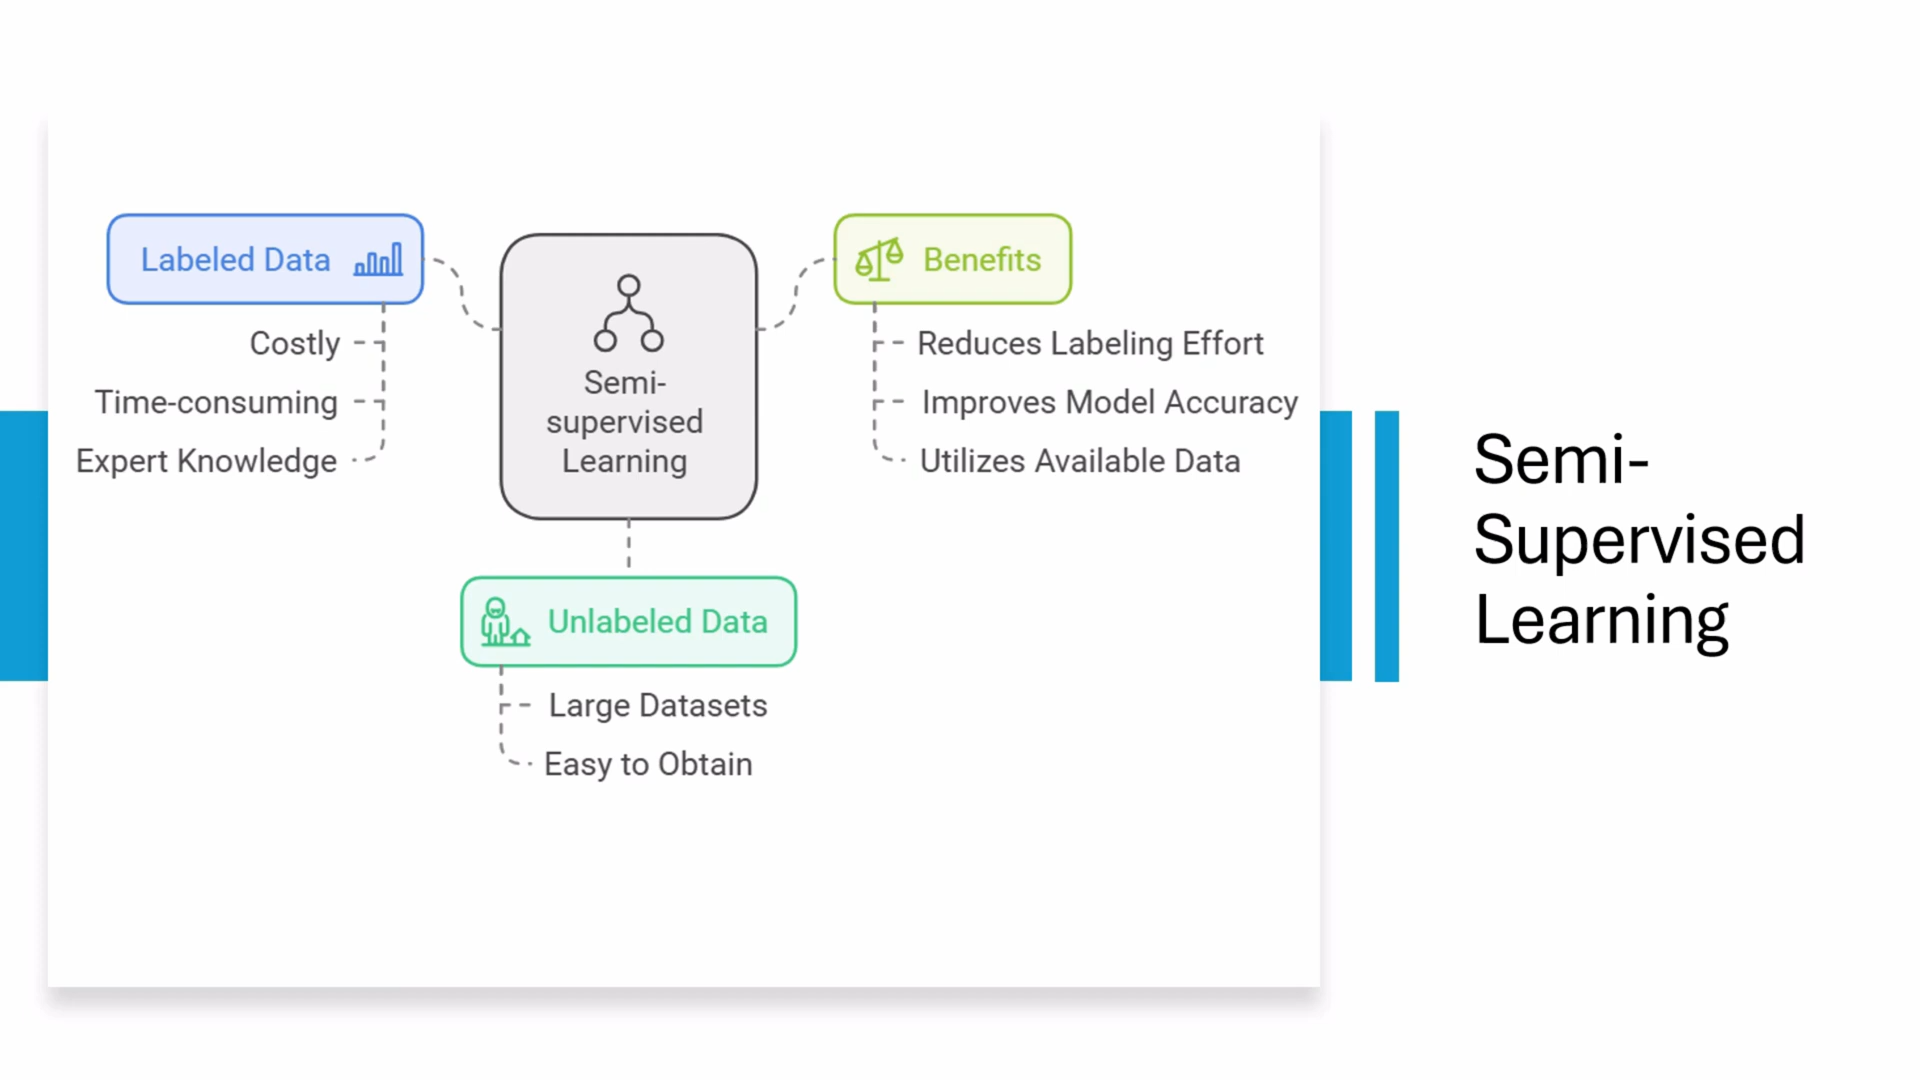 Labeled Data
Costly
Time-consuming
Expert Knowledge
Semi-
supervised
Learning
Benefits
Reduces Labeling Effort
Improves Model Accuracy
Utilizes Available Data
Unlabeled Data
Large Datasets
Easy to Obtain
Semi-
Supervised
Learning